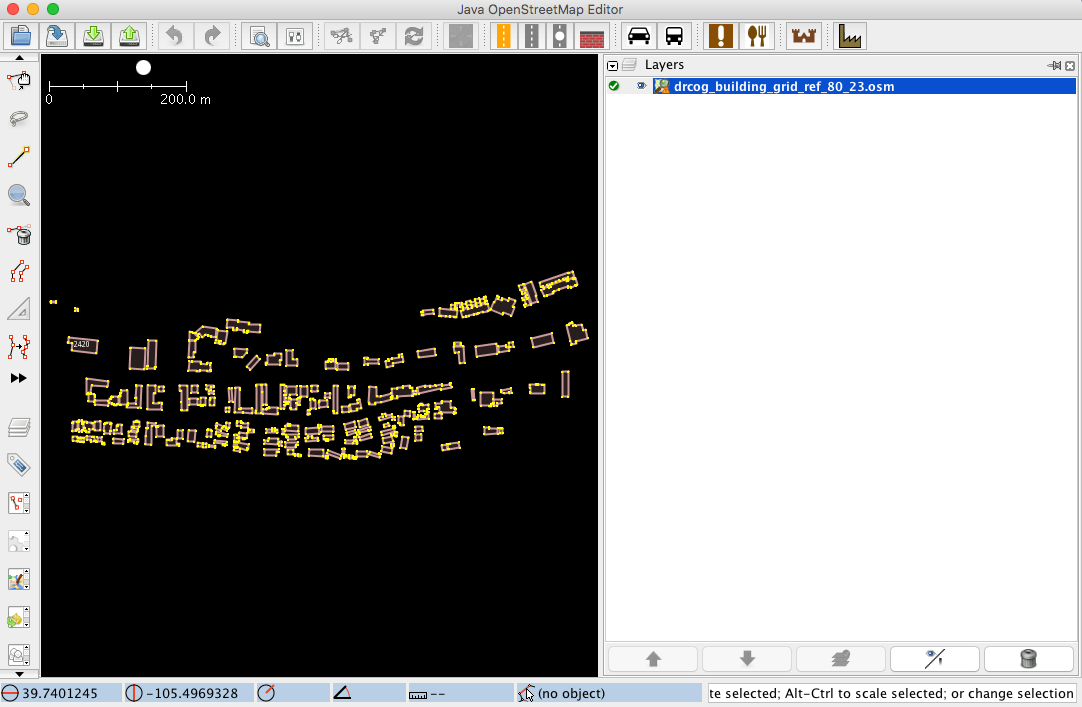 Java OpenStreetMap Editor
Layers
drcog_building_grid_ref_80_23.osm
0
200.0 m
2420
39.7401245
-105.4969328
--
(no object)
te selected; Alt-Ctrl to scale selected; or change selection